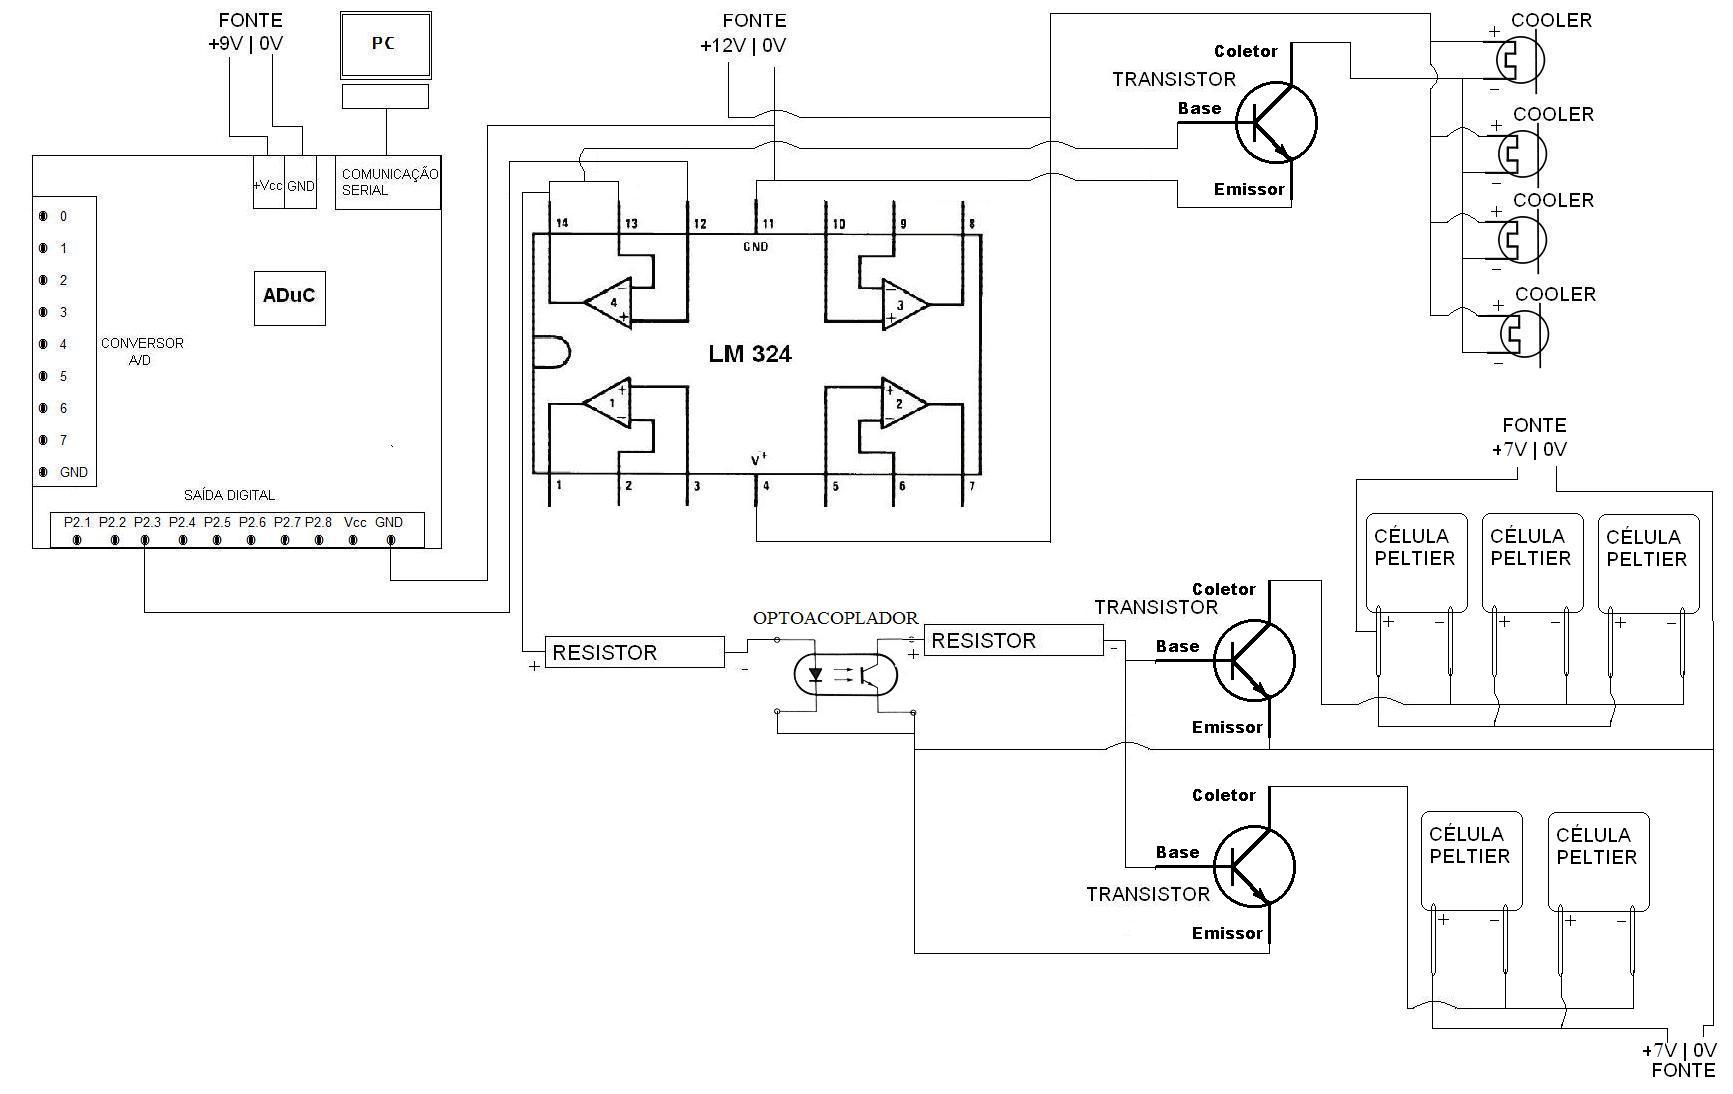 FONTE
+9V | 0V
PC
FONTE
+12V | 0V
COOLER
+
-
Coletor
TRANSISTOR
Base
Emissor
COOLER
+
-
COOLER
+
-
COOLER
+
-
+Vcc GND
COMUNICAÇÃO
SERIAL
0
1
2
3
4
5
6
7
GND
ADuC
CONVERSOR
A/D
SAÍDA DIGITAL
P2.1 P2.2 P2.3 P2.4 P2.5 P2.6 P2.7 P2.8 Vcc GND
14 13 12 11 10 9 8
GND
- 4 +
- 3 +
LM 324
+ 1 -
+ 2 -
V+
1 2 3 4 5 6 7
FONTE
+7V | 0V
CÉLULA
PELTIER
+ -
CÉLULA
PELTIER
+ -
CÉLULA
PELTIER
+ -
OPTOACOPLADOR
+ RESISTOR -
+ RESISTOR -
Coletor
TRANSISTOR
Base
Emissor
Coletor
Base
TRANSISTOR
Emissor
CÉLULA
PELTIER
+ -
CÉLULA
PELTIER
+ -
+7V | 0V
FONTE